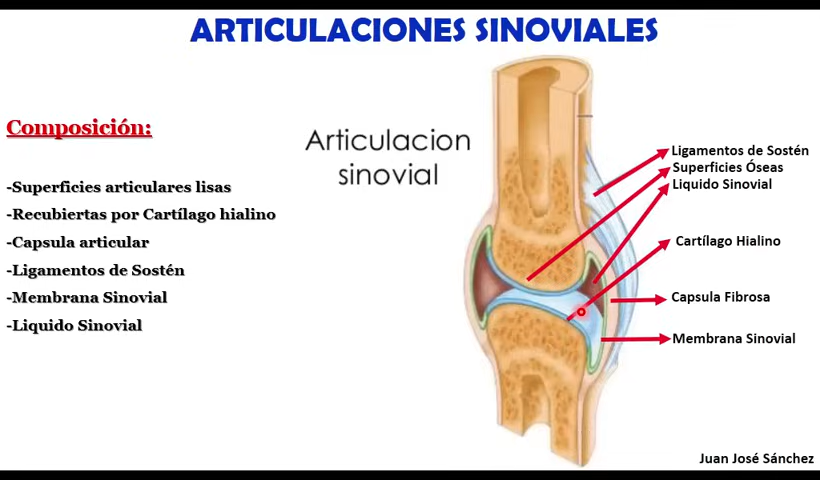 ARTICULACIONES SINOVIALES
Composición:
-Superficies articulares lisas
-Recubiertas por Cartílago hialino
-Capsula articular
-Ligamentos de Sostén
-Membrana Sinovial
-Liquido Sinovial
Articulacion
sinovial
Ligamentos de Sostén
Superficies Óseas
Liquido Sinovial
Cartílago Hialino
Capsula Fibrosa
Membrana Sinovial
Juan José Sánchez